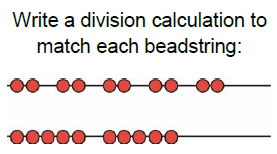 Write a division calculation to
match each beadstring: